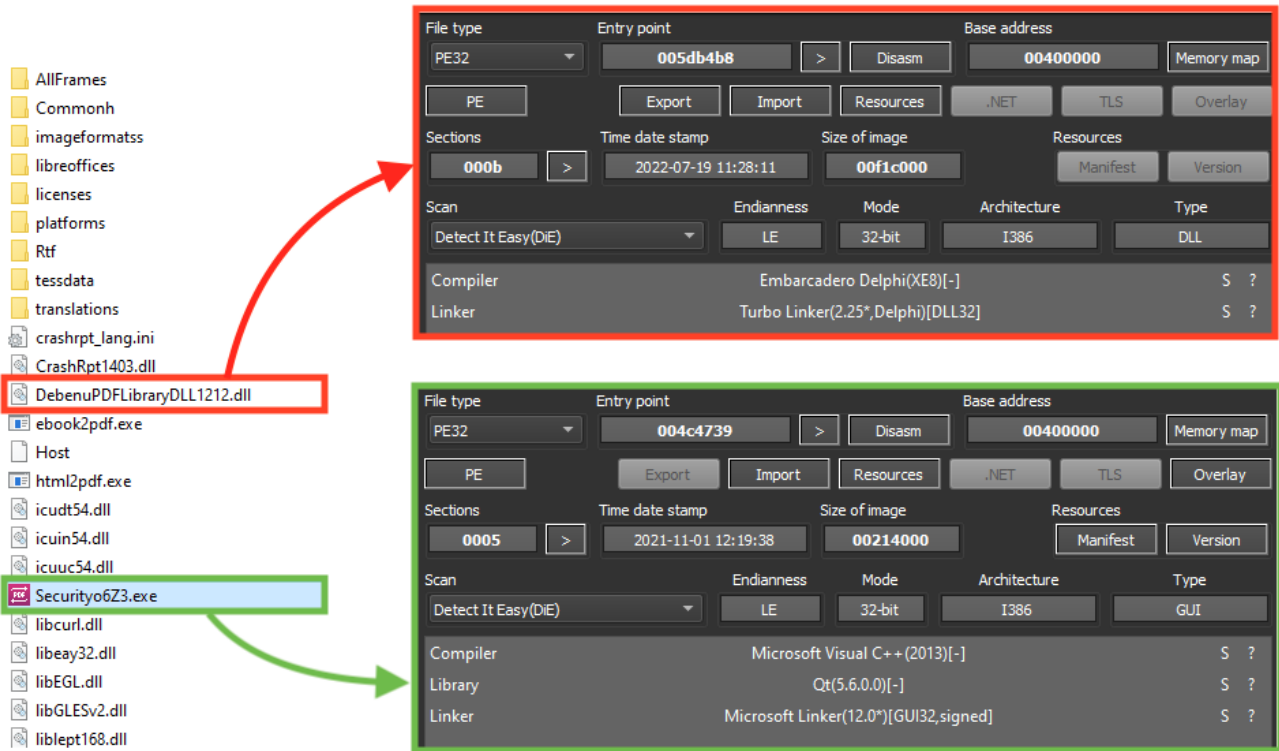 AllFrames
Commonh
imageformatss
libreoffices
licenses
platforms
Rtf
tessdata
translations
crashrpt_lang.ini
CrashRpt1403.dll
DebenuPDFLibraryDLL1212.dll
ebook2pdf.exe
Host
html2pdf.exe
icudt54.dll
icuin54.dll
icuuc54.dll
Securityo6Z3.exe
libcurl.dll
libeay32.dll
libEGL.dll
libGLESv2.dll
liblept168.dll
File type Entry point Base address
PE32 005db4b8 > Disasm 00400000 Memory map
PE Export Import Resources .NET TLS Overlay
Sections Time date stamp Size of image Resources
000b > 2022-07-19 11:28:11 00f1c000 Manifest Version
Scan Endianness Mode Architecture Type
Detect It Easy(DiE) LE 32-bit I386 DLL
Compiler Embarcadero Delphi(XE8)[-] S ?
Linker Turbo Linker(2.25*,Delphi)[DLL32] S ?
File type Entry point Base address
PE32 004c4739 > Disasm 00400000 Memory map
PE Export Import Resources .NET TLS Overlay
Sections Time date stamp Size of image Resources
0005 > 2021-11-01 12:19:38 00214000 Manifest Version
Scan Endianness Mode Architecture Type
Detect It Easy(DiE) LE 32-bit I386 GUI
Compiler Microsoft Visual C++(2013)[-] S ?
Library Qt(5.6.0.0)[-] S ?
Linker Microsoft Linker(12.0*)[GUI32,signed] S ?